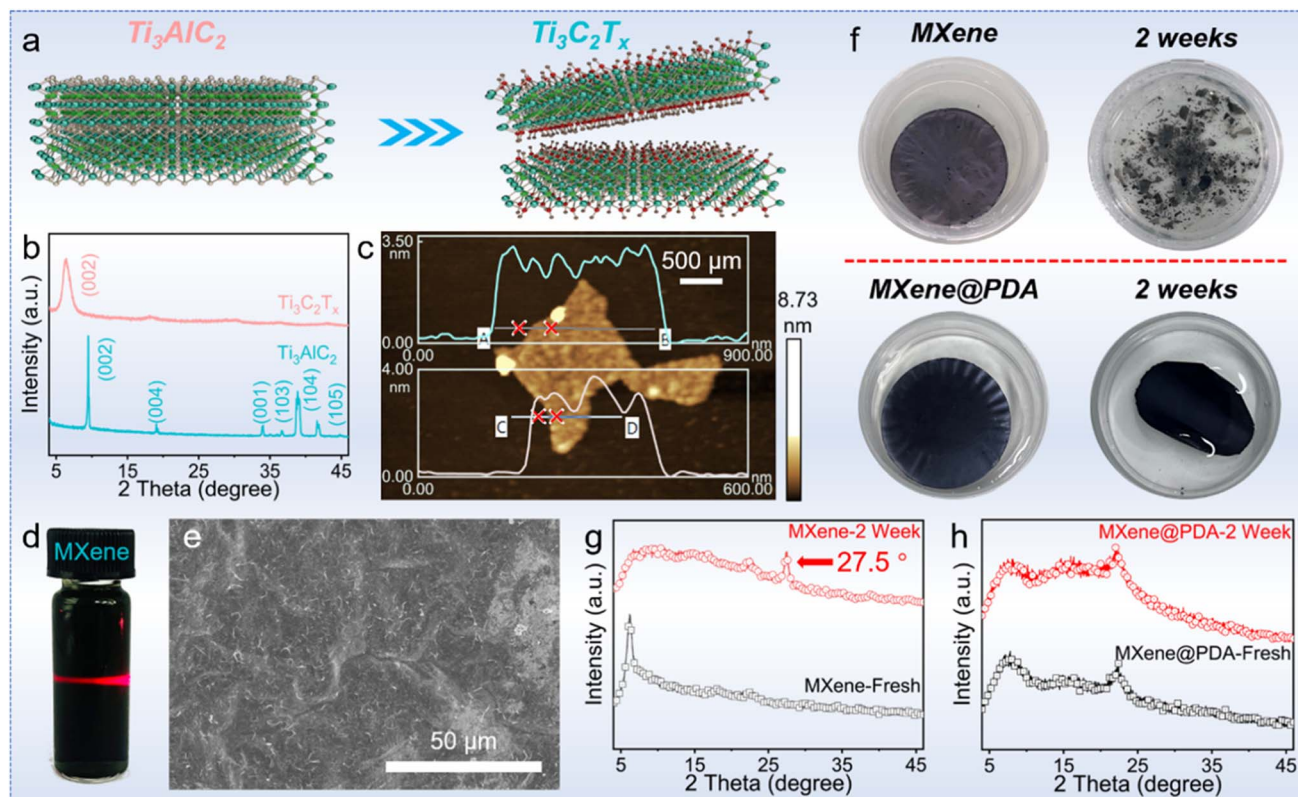 a
Ti₃AlC₂
Ti₃C₂Tₓ
b
Intensity (a.u.)
(002)
Ti₃C₂Tₓ
(002)
Ti₃AlC₂
(004)
(001)
(103)
(104)
(105)
5 15 25 35 45
2 Theta (degree)
c
3.50
nm
500 μm
A
B
0.00
0.00
nm
900.00
4.00
nm
C
D
0.00
0.00
nm
600.00
8.73
nm
d
MXene
e
50 μm
f
MXene
2 weeks
MXene@PDA
2 weeks
g
Intensity (a.u.)
MXene-2 Week
27.5 °
MXene-Fresh
5 15 25 35 45
2 Theta (degree)
h
Intensity (a.u.)
MXene@PDA-2 Week
MXene@PDA-Fresh
5 15 25 35 45
2 Theta (degree)